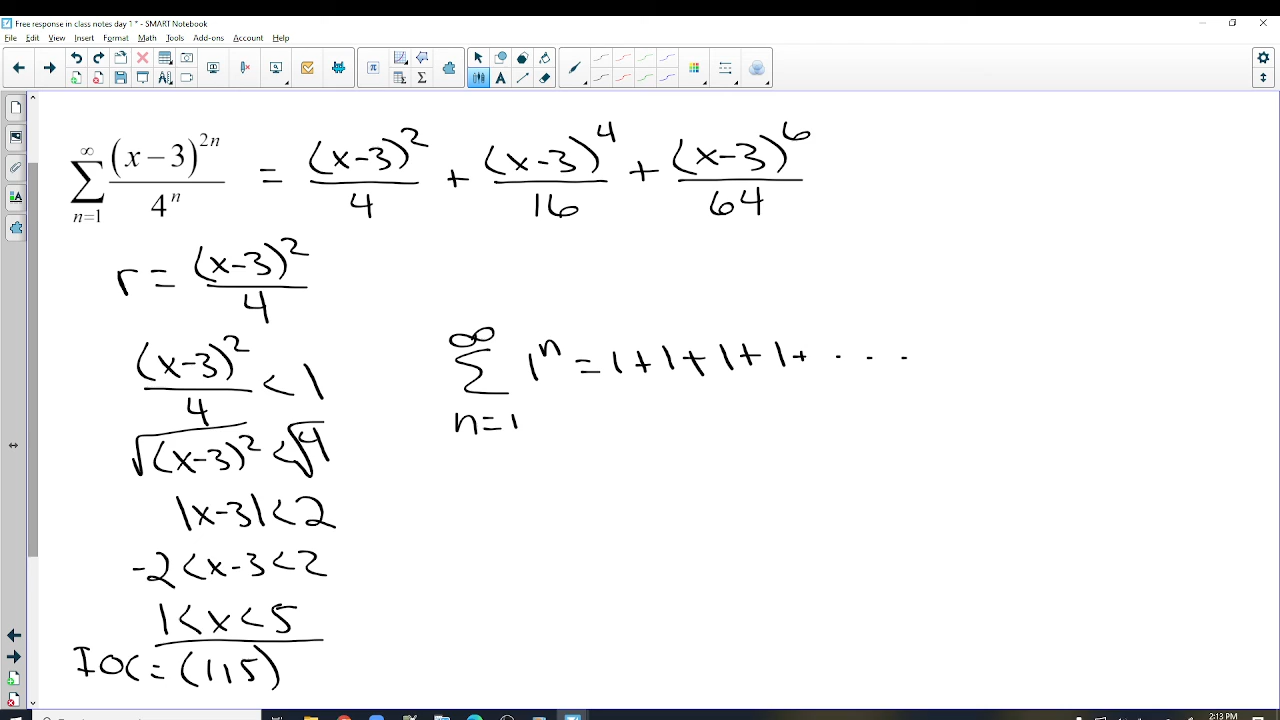 Free response in class notes day 1 * - SMART Notebook
File Edit View Insert Format Math Tools Add-ons Account Help
∞
∑ (x−3)^{2n} / 4^n = (x-3)^2 / 4 + (x-3)^4 / 16 + (x-3)^6 / 64
n=1
r = (x-3)^2 / 4
(x-3)^2 / 4 < 1
√(x-3)^2 < √4
|x-3| < 2
-2 < x-3 < 2
1 < x < 5
IOC = (1,5)
∞
∑ 1^n = 1+1+1+1+ . . .
n=1
2:13 PM